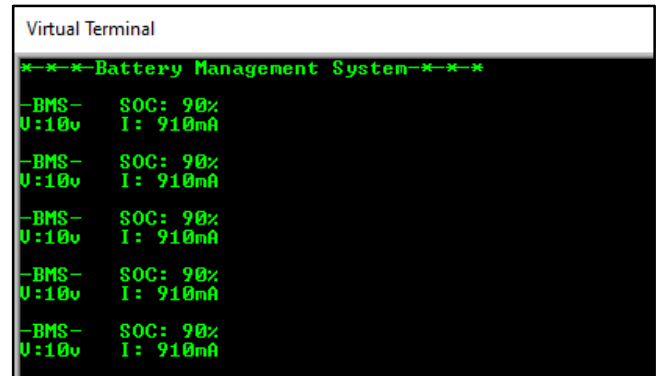 Virtual Terminal
*-*-*-Battery Management System-*-*-*
-BMS- SOC: 90%
V:10v I: 910mA
-BMS- SOC: 90%
V:10v I: 910mA
-BMS- SOC: 90%
V:10v I: 910mA
-BMS- SOC: 90%
V:10v I: 910mA
-BMS- SOC: 90%
V:10v I: 910mA